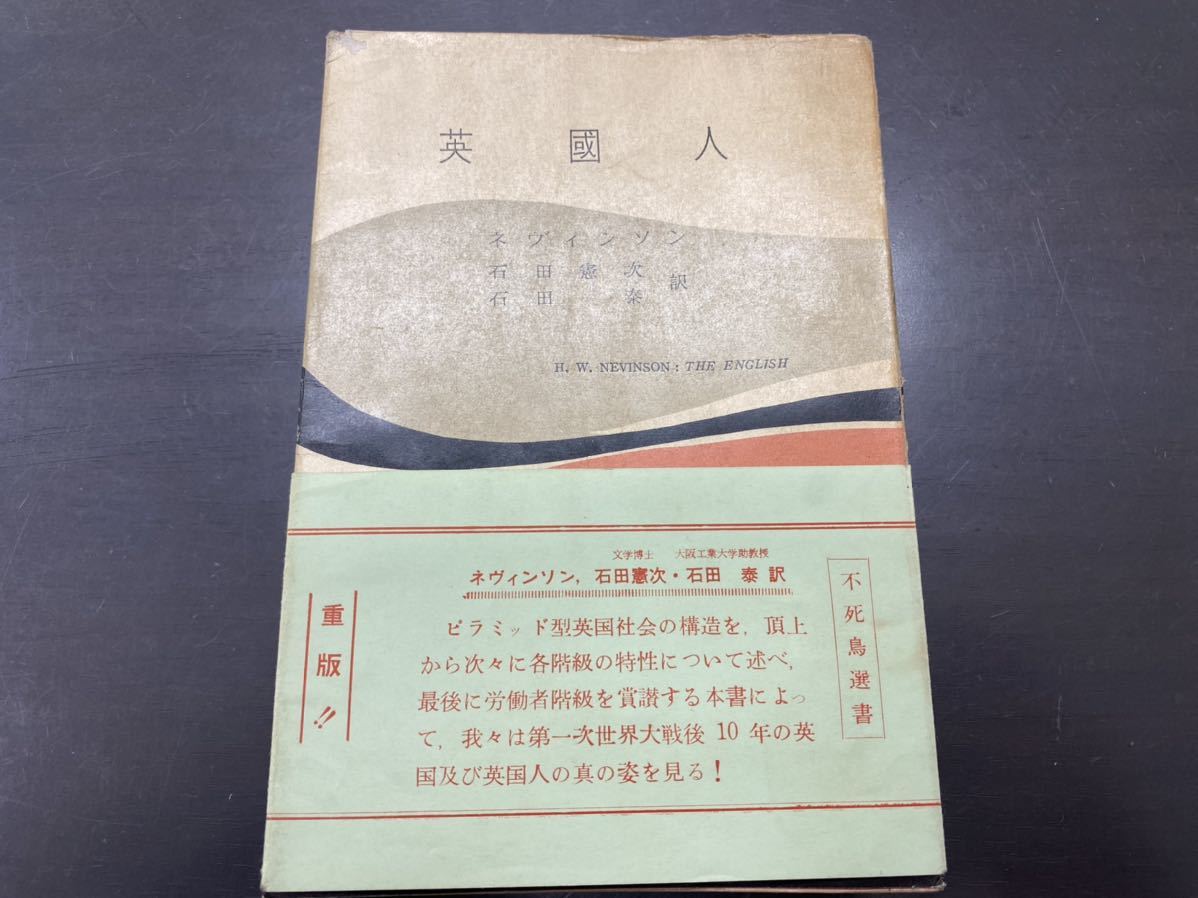 英國人
ネヴィンソン
石田憲次
石田泰
訳
H. W. NEVINSON : THE ENGLISH
文学博士 大阪工業大学助教授
ネヴィンソン, 石田憲次・石田 泰 訳
不死鳥選書
ピラミッド型英国社会の構造を, 頂上
から次々に各階級の特性について述べ,
最後に労働者階級を賞讃する本書によっ
て, 我々は第一次世界大戦後 10 年の英
国及び英国人の真の姿を見る!
重版!!